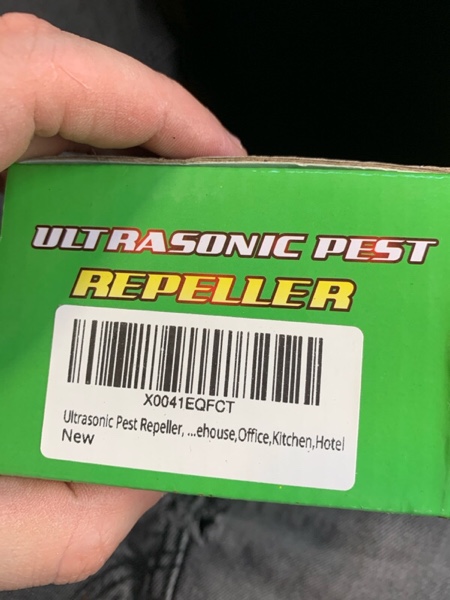 ULTRASONIC PEST
REPELLER
X0041EQFCT
Ultrasonic Pest Repeller, ...ehouse,Office,Kitchen,Hotel
New